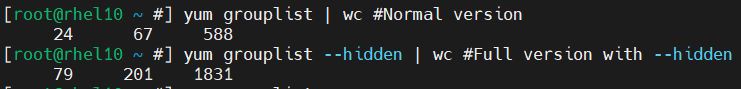 [root@rhel10 ~ #] yum grouplist | wc #Normal version
24 67 588
[root@rhel10 ~ #] yum grouplist --hidden | wc #Full version with --hidden
79 201 1831